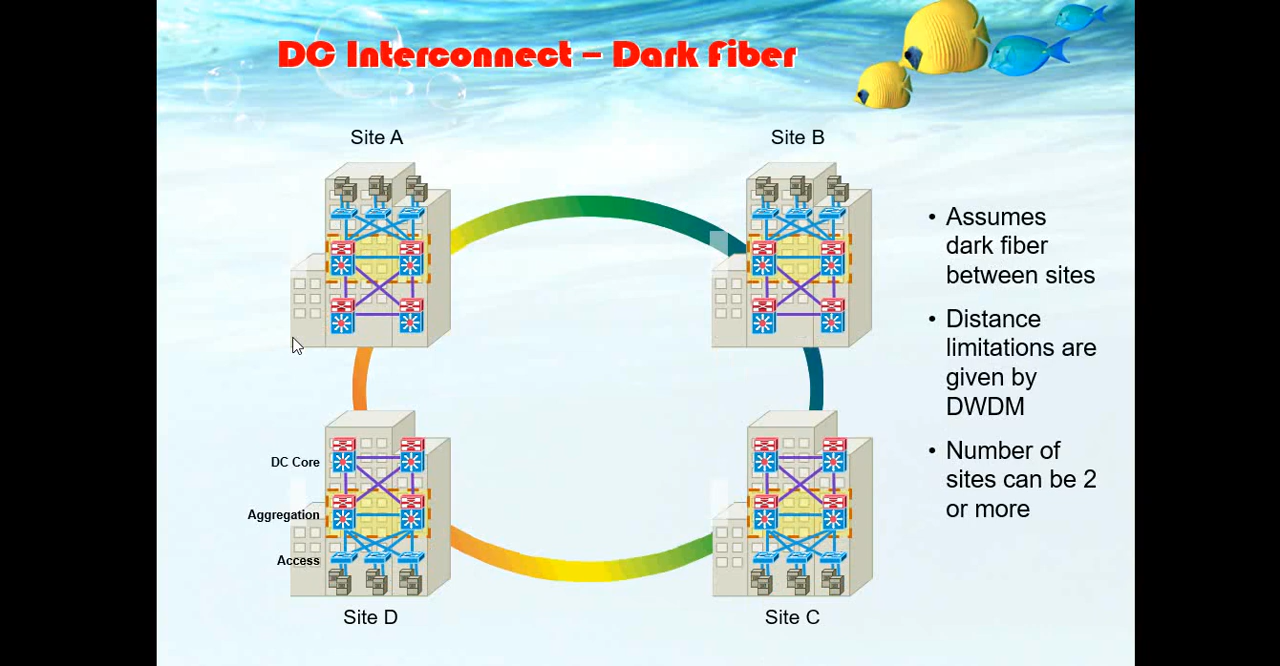 DC Interconnect – Dark Fiber
Site A
Site B
• Assumes
dark fiber
between sites
• Distance
limitations are
given by
DWDM
• Number of
sites can be 2
or more
DC Core
Aggregation
Access
Site D
Site C